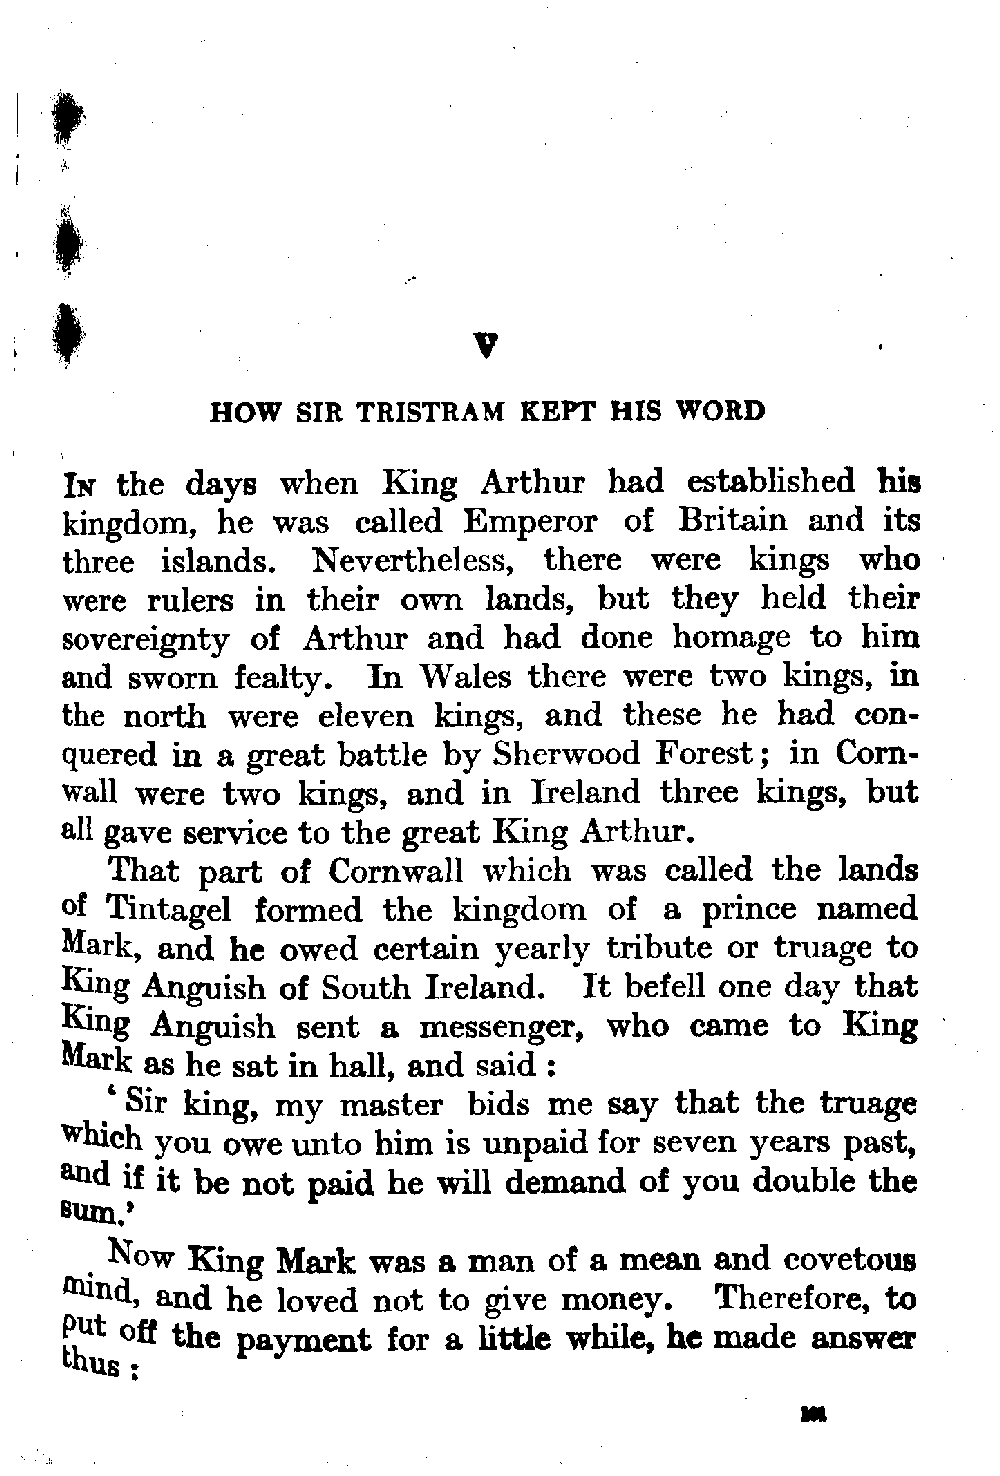 V
HOW SIR TRISTRAM KEPT HIS WORD
IN the days when King Arthur had established his
kingdom, he was called Emperor of Britain and its
three islands. Nevertheless, there were kings who
were rulers in their own lands, but they held their
sovereignty of Arthur and had done homage to him
and sworn fealty. In Wales there were two kings, in
the north were eleven kings, and these he had con-
quered in a great battle by Sherwood Forest; in Corn-
wall were two kings, and in Ireland three kings, but
all gave service to the great King Arthur.
That part of Cornwall which was called the lands
of Tintagel formed the kingdom of a prince named
Mark, and he owed certain yearly tribute or truage to
King Anguish of South Ireland. It befell one day that
King Anguish sent a messenger, who came to King
Mark as he sat in hall, and said :
‘ Sir king, my master bids me say that the truage
which you owe unto him is unpaid for seven years past,
and if it be not paid he will demand of you double the
sum.’
Now King Mark was a man of a mean and covetous
mind, and he loved not to give money. Therefore, to
put off the payment for a little while, he made answer
thus :